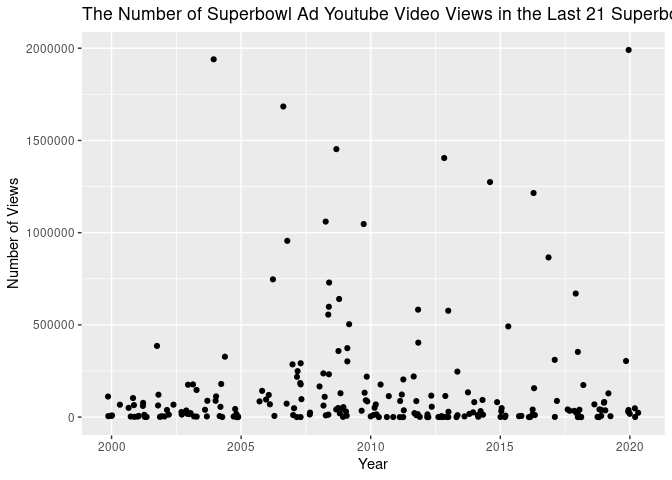 The Number of Superbowl Ad Youtube Video Views in the Last 21 Superb
2000000
1500000
1000000
500000
0
Number of Views
2000 2005 2010 2015 2020
Year